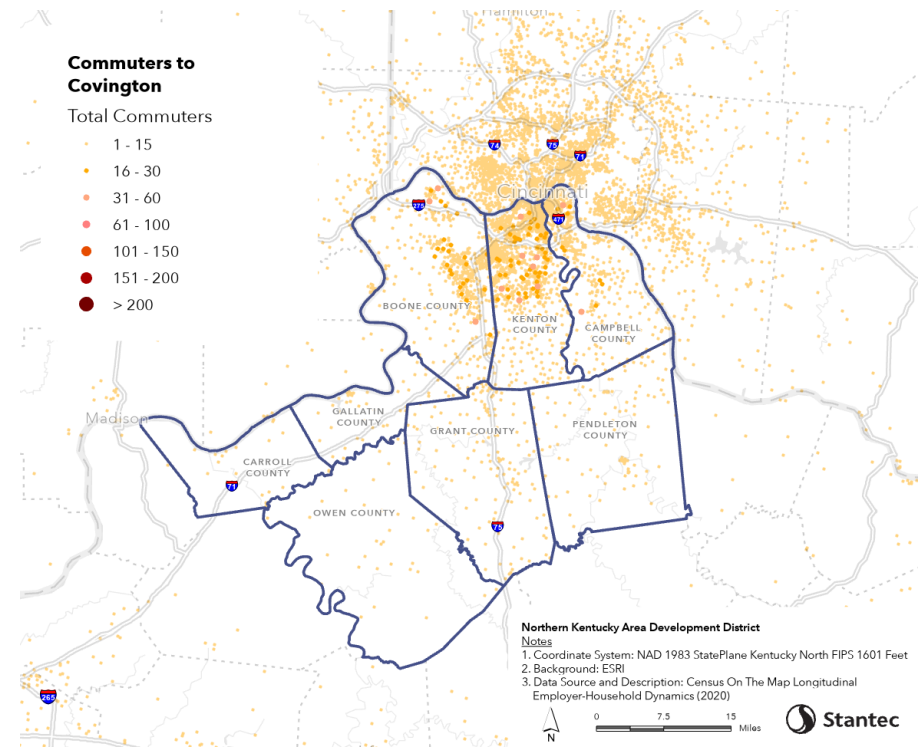 Hamilton
Commuters to
Covington
Total Commuters
1 - 15
16 - 30
31 - 60
61 - 100
101 - 150
151 - 200
> 200
74
75
71
Cincinnati
275
471
BOONE COUNTY
KENTON
COUNTY
CAMPBELL
COUNTY
Madison
GALLATIN
COUNTY
GRANT COUNTY
PENDLETON
COUNTY
CARROLL
COUNTY
71
OWEN COUNTY
75
265
Northern Kentucky Area Development District
Notes
1. Coordinate System: NAD 1983 StatePlane Kentucky North FIPS 1601 Feet
2. Background: ESRI
3. Data Source and Description: Census On The Map Longitudinal
Employer-Household Dynamics (2020)
N
0 7.5 15
Miles
Stantec